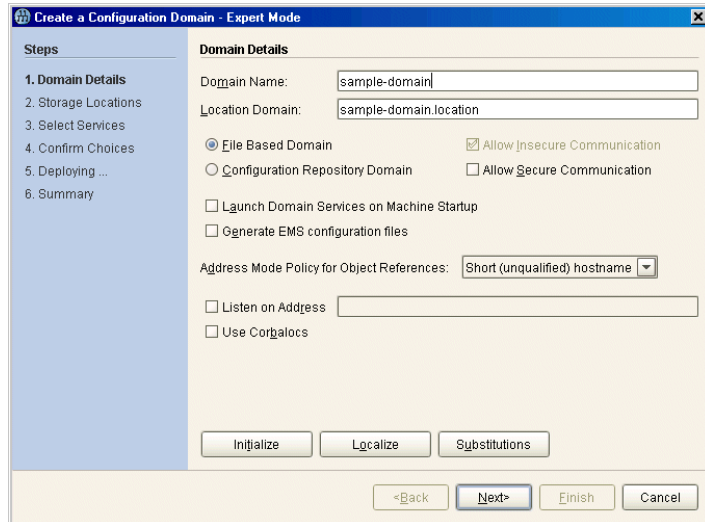 Create a Configuration Domain - Expert Mode
Steps
1. Domain Details
2. Storage Locations
3. Select Services
4. Confirm Choices
5. Deploying ...
6. Summary
Domain Details
Domain Name: sample-domain
Location Domain: sample-domain.location
File Based Domain Allow Insecure Communication
Configuration Repository Domain Allow Secure Communication
Launch Domain Services on Machine Startup
Generate EMS configuration files
Address Mode Policy for Object References: Short (unqualified) hostname
Listen on Address
Use Corbalocs
Initialize Localize Substitutions
<Back Next> Finish Cancel